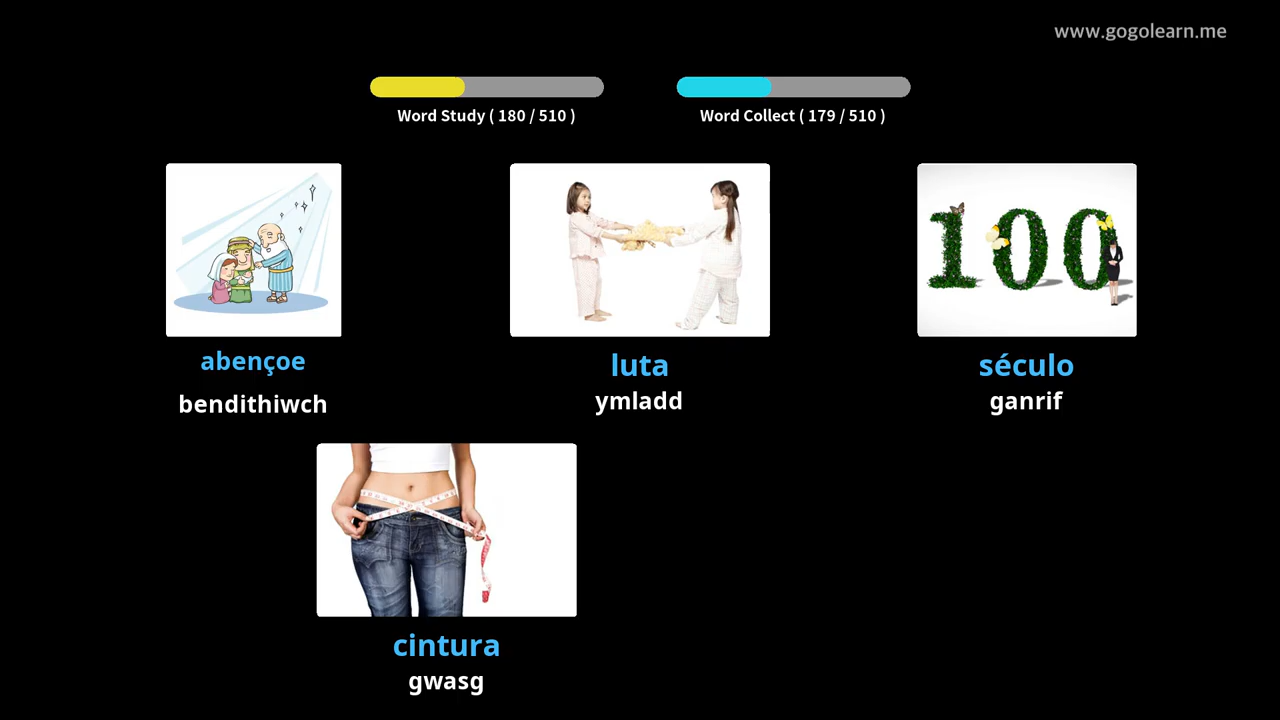 www.gogolearn.me
Word Study ( 180 / 510 )
Word Collect ( 179 / 510 )
abençoe
bendithiwch
luta
ymladd
século
ganrif
cintura
gwasg